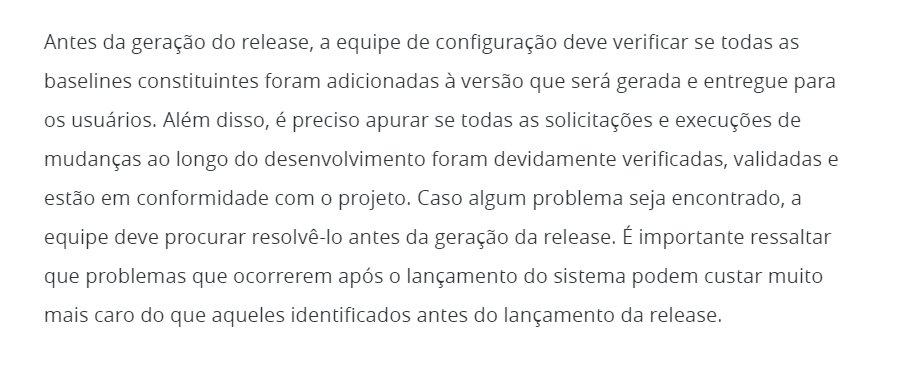 Antes da geração do release, a equipe de configuração deve verificar se todas as
baselines constituintes foram adicionadas à versão que será gerada e entregue para
os usuários. Além disso, é preciso apurar se todas as solicitações e execuções de
mudanças ao longo do desenvolvimento foram devidamente verificadas, validadas e
estão em conformidade com o projeto. Caso algum problema seja encontrado, a
equipe deve procurar resolvê-lo antes da geração da release. É importante ressaltar
que problemas que ocorrerem após o lançamento do sistema podem custar muito
mais caro do que aqueles identificados antes do lançamento da release.